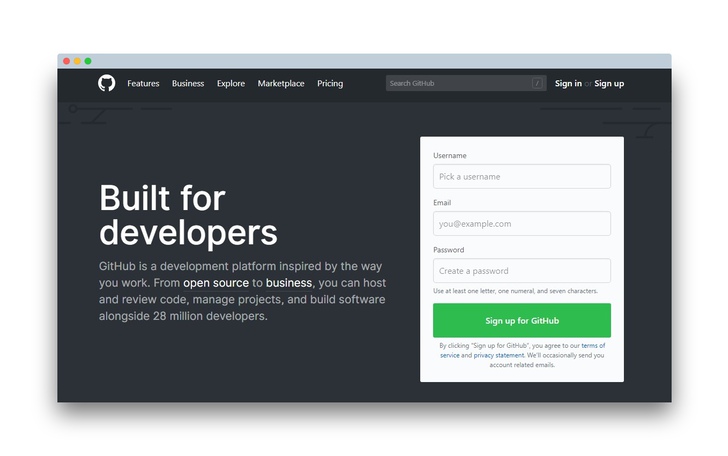 Features Business Explore Marketplace Pricing Search GitHub / Sign in or Sign up
Built for
developers
GitHub is a development platform inspired by the way
you work. From open source to business, you can host
and review code, manage projects, and build software
alongside 28 million developers.
Username
Pick a username
Email
you@example.com
Password
Create a password
Use at least one letter, one numeral, and seven characters.
Sign up for GitHub
By clicking "Sign up for GitHub", you agree to our terms of
service and privacy statement. We'll occasionally send you
account related emails.